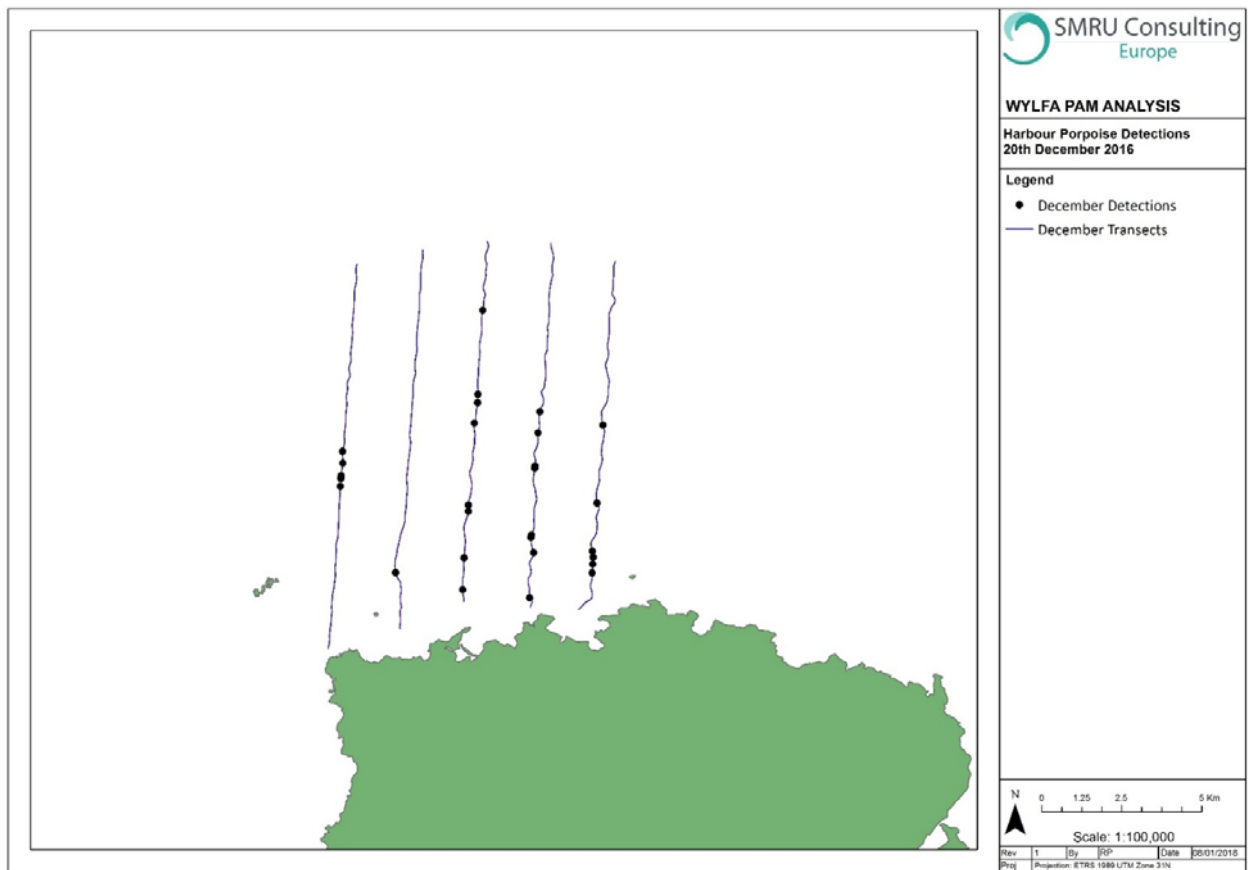 SMRU Consulting
Europe
WYLFA PAM ANALYSIS
Harbour Porpoise Detections
20th December 2016
Legend
December Detections
December Transects
N
0 1.25 2.5 5 Km
Scale: 1:100,000
Rev 1 By RP Date 08/01/2018
Proj Projection: ETRS 1989 UTM Zone 31N